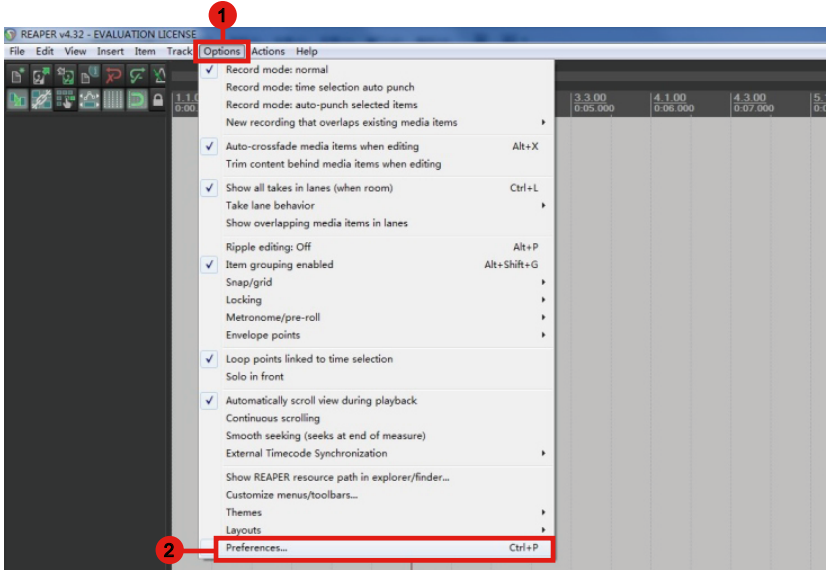 1
REAPER v4.32 - EVALUATION LICENSE
File Edit View Insert Item Track Options Actions Help
Record mode: normal
Record mode: time selection auto punch
Record mode: auto-punch selected items
New recording that overlaps existing media items
Auto-crossfade media items when editing Alt+X
Trim content behind media items when editing
Show all takes in lanes (when room) Ctrl+L
Take lane behavior
Show overlapping media items in lanes
Ripple editing: Off Alt+P
Item grouping enabled Alt+Shift+G
Snap/grid
Locking
Metronome/pre-roll
Envelope points
Loop points linked to time selection
Solo in front
Automatically scroll view during playback
Continuous scrolling
Smooth seeking (seeks at end of measure)
External Timecode Synchronization
Show REAPER resource path in explorer/finder...
Customize menus/toolbars...
Themes
Layouts
2 Preferences... Ctrl+P
3.3.00 4.1.00 4.3.00
0:05.000 0:06.000 0:07.000